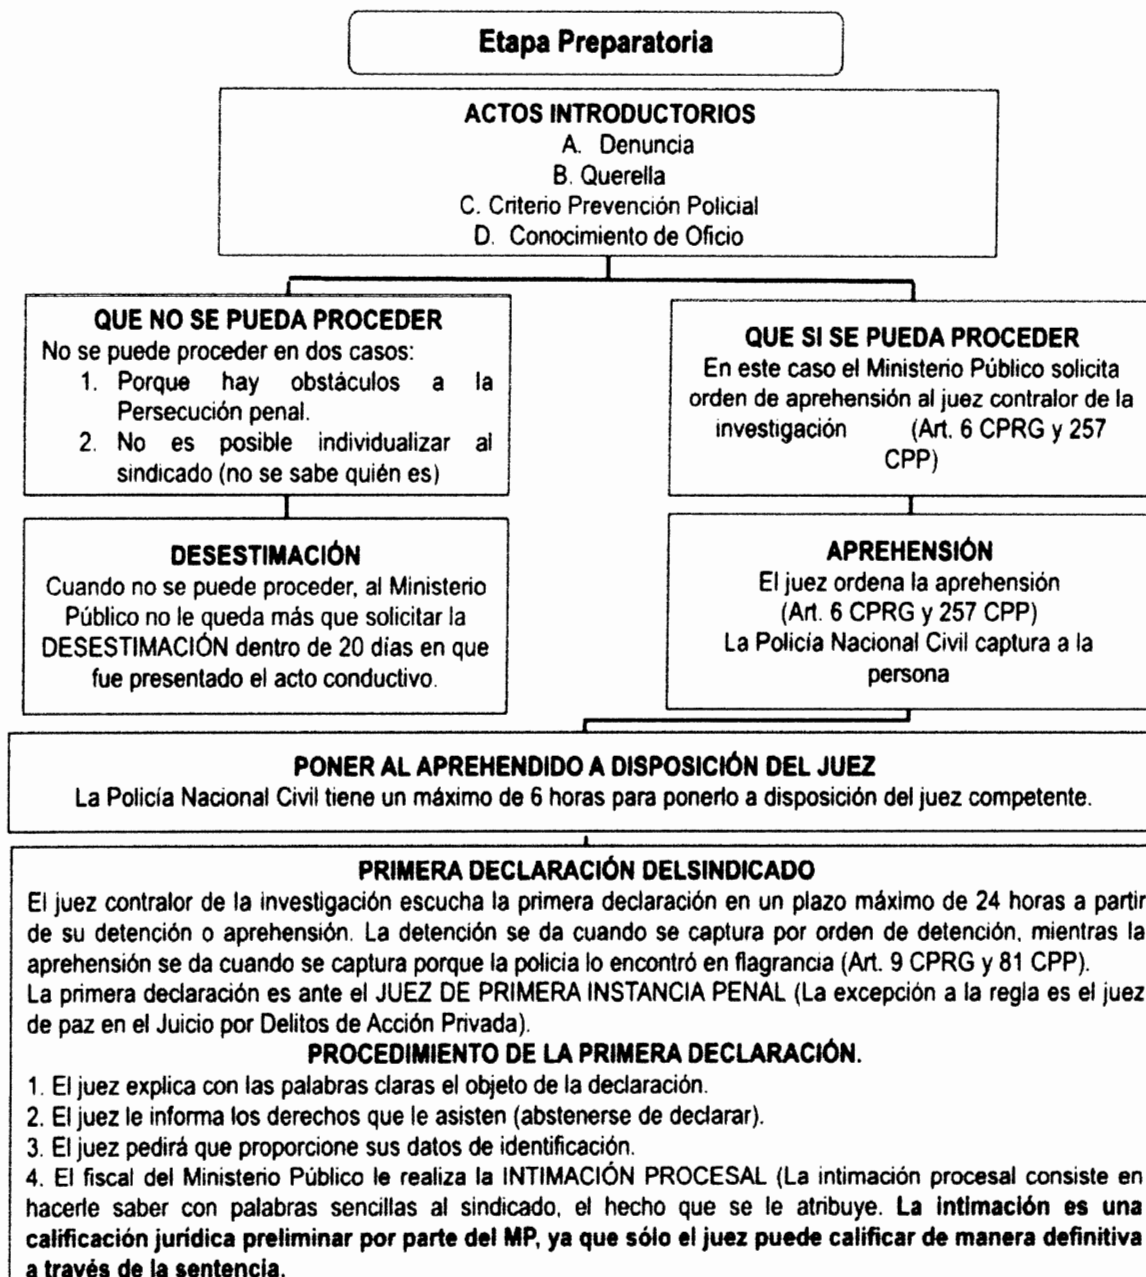 Etapa Preparatoria
ACTOS INTRODUCTORIOS
A. Denuncia
B. Querella
C. Criterio Prevención Policial
D. Conocimiento de Oficio
QUE NO SE PUEDA PROCEDER
No se puede proceder en dos casos:
1. Porque hay obstáculos a la
Persecución penal.
2. No es posible individualizar al
sindicado (no se sabe quién es)
QUE SI SE PUEDA PROCEDER
En este caso el Ministerio Público solicita
orden de aprehensión al juez contralor de la
investigación (Art. 6 CPRG y 257
CPP)
DESESTIMACIÓN
Cuando no se puede proceder, al Ministerio
Público no le queda más que solicitar la
DESESTIMACIÓN dentro de 20 días en que
fue presentado el acto conductivo.
APREHENSIÓN
El juez ordena la aprehensión
(Art. 6 CPRG y 257 CPP)
La Policía Nacional Civil captura a la
persona
PONER AL APREHENDIDO A DISPOSICIÓN DEL JUEZ
La Policía Nacional Civil tiene un máximo de 6 horas para ponerlo a disposición del juez competente.
PRIMERA DECLARACIÓN DELSINDICADO
El juez contralor de la investigación escucha la primera declaración en un plazo máximo de 24 horas a partir
de su detención o aprehensión. La detención se da cuando se captura por orden de detención, mientras la
aprehensión se da cuando se captura porque la policía lo encontró en flagrancia (Art. 9 CPRG y 81 CPP).
La primera declaración es ante el JUEZ DE PRIMERA INSTANCIA PENAL (La excepción a la regla es el juez
de paz en el Juicio por Delitos de Acción Privada).
PROCEDIMIENTO DE LA PRIMERA DECLARACIÓN.
1. El juez explica con las palabras claras el objeto de la declaración.
2. El juez le informa los derechos que le asisten (abstenerse de declarar).
3. El juez pedirá que proporcione sus datos de identificación.
4. El fiscal del Ministerio Público le realiza la INTIMACIÓN PROCESAL (La intimación procesal consiste en
hacerle saber con palabras sencillas al sindicado, el hecho que se le atribuye. La intimación es una
calificación jurídica preliminar por parte del MP, ya que sólo el juez puede calificar de manera definitiva
a través de la sentencia.